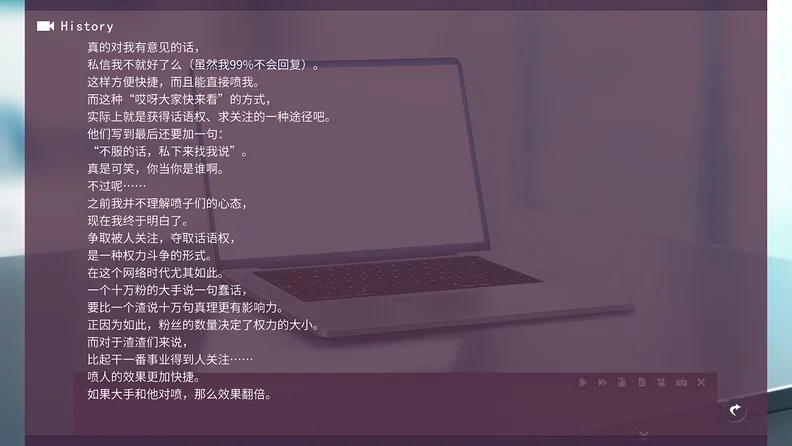 History
真的对我有意见的话，
私信我不就好了么（虽然我99%不会回复）。
这样方便快捷，而且能直接喷我。
而这种“哎呀大家快来看”的方式，
实际上就是获得话语权、求关注的一种途径吧。
他们写到最后还要加一句：
“不服的话，私下来找我说”。
真是可笑，你当你是谁啊。
不过呢……
之前我并不理解喷子们的心态，
现在我终于明白了。
争取被人关注，夺取话语权，
是一种权力斗争的形式。
在这个网络时代尤其如此。
一个十万粉的大手说一句蠢话，
要比一个渣说十万句真理更有影响力。
正因为如此，粉丝的数量决定了权力的大小。
而对于渣渣们来说，
比起干一番事业得到人关注……
喷人的效果更加快捷。
如果大手和他对喷，那么效果翻倍。